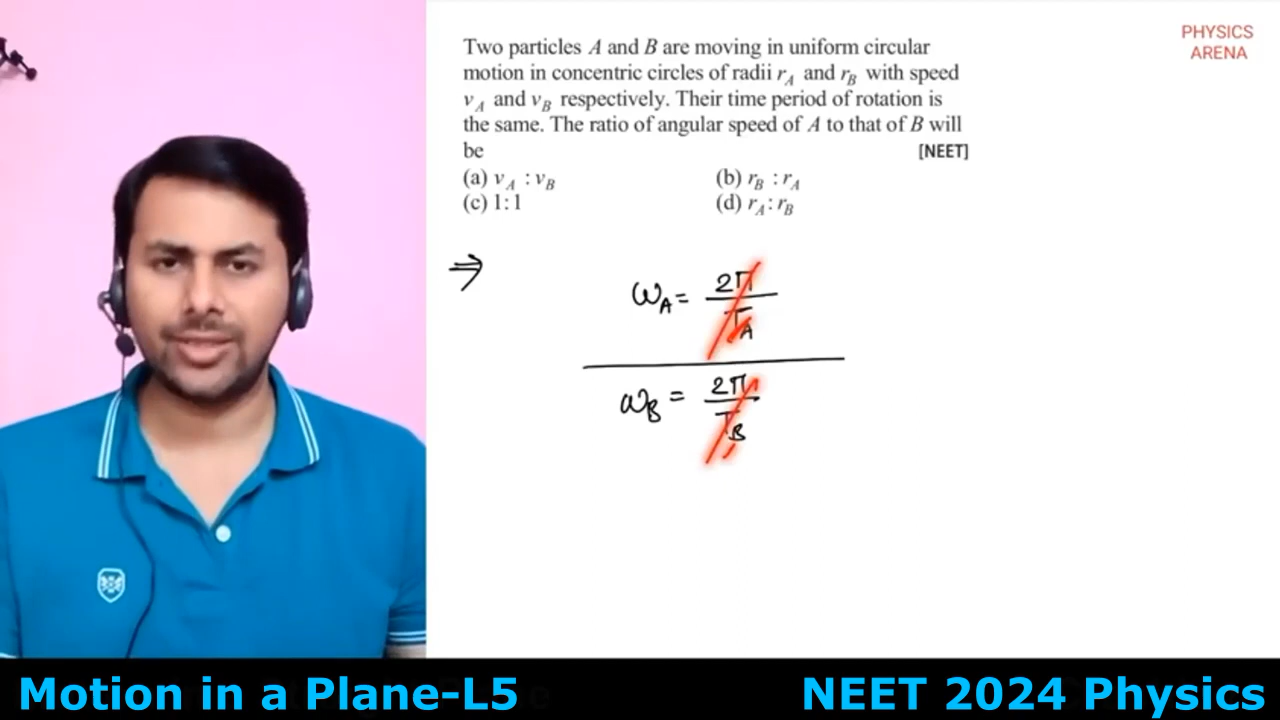 PHYSICS
ARENA
Two particles A and B are moving in uniform circular
motion in concentric circles of radii r_A and r_B with speed
v_A and v_B respectively. Their time period of rotation is
the same. The ratio of angular speed of A to that of B will
be [NEET]
(a) v_A : v_B (b) r_B : r_A
(c) 1:1 (d) r_A : r_B
⇒
ω_A = 2π/T_A
ω_B = 2π/T_B
Motion in a Plane-L5 NEET 2024 Physics